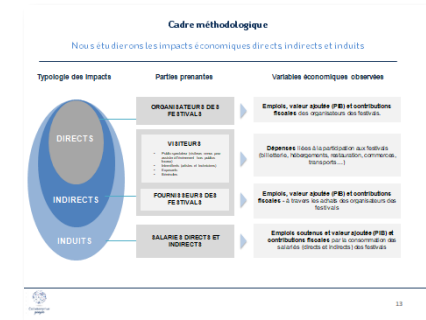 Cadre méthodologique
Nous étudierons les impacts économiques directs indirects et induits
Typologie des impacts
Parties prenantes
Variables économiques observées
DIRECTS
INDIRECTS
INDUITS
ORGANISATEURS DES
FESTIVALS
VISITEURS
FOURNISSEURS DES
FESTIVALS
SALARIES DIRECTS ET
INDIRECTS
Emplois, valeur ajoutée (PIB) et contributions
fiscales des organisateurs des festivals.
Dépenses liées à la participation aux festivals
(billetterie, hébergements, restauration, commerces,
transports…)
Emplois, valeur ajoutée (PIB) et contributions
fiscales - à travers les achats des organisateurs des
festivals
Emplois soutenus et valeur ajoutée (PIB) et
contributions fiscales par la consommation des
salariés (directs et indirects) des festivals
13